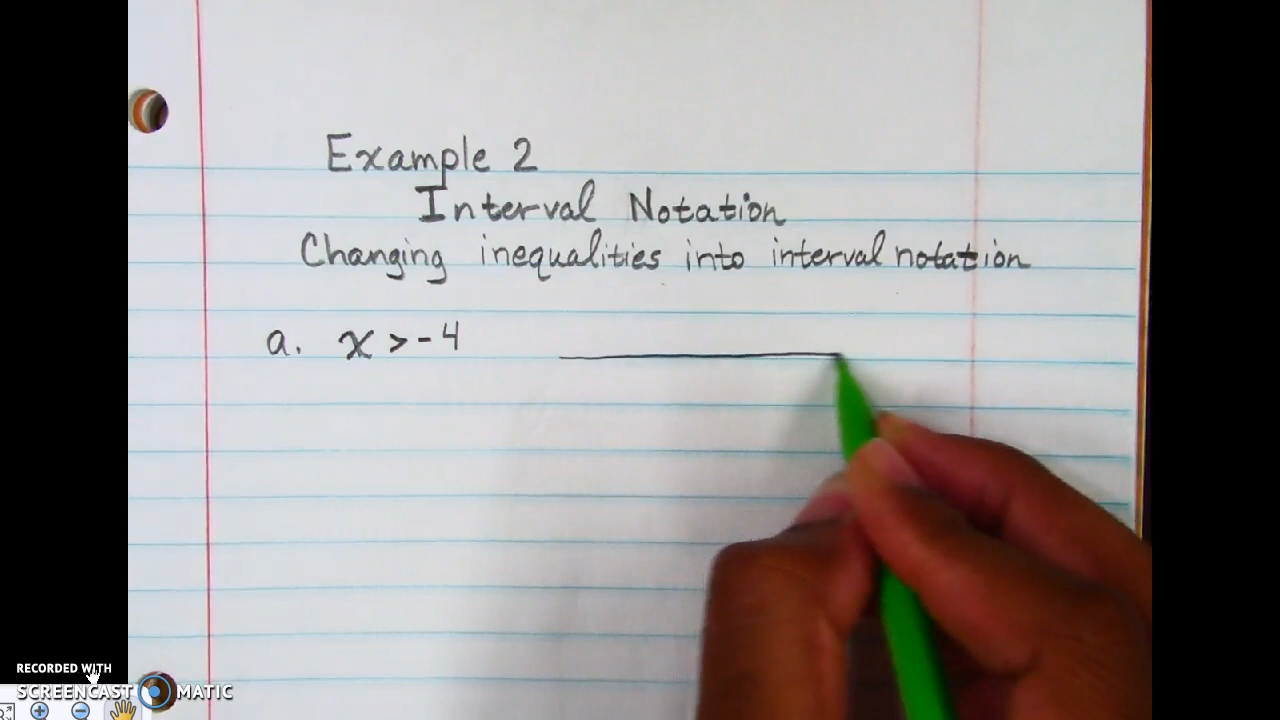 Example 2
Interval Notation
Changing inequalities into interval notation
a. x > -4
RECORDED WITH
SCREENCAST MATIC